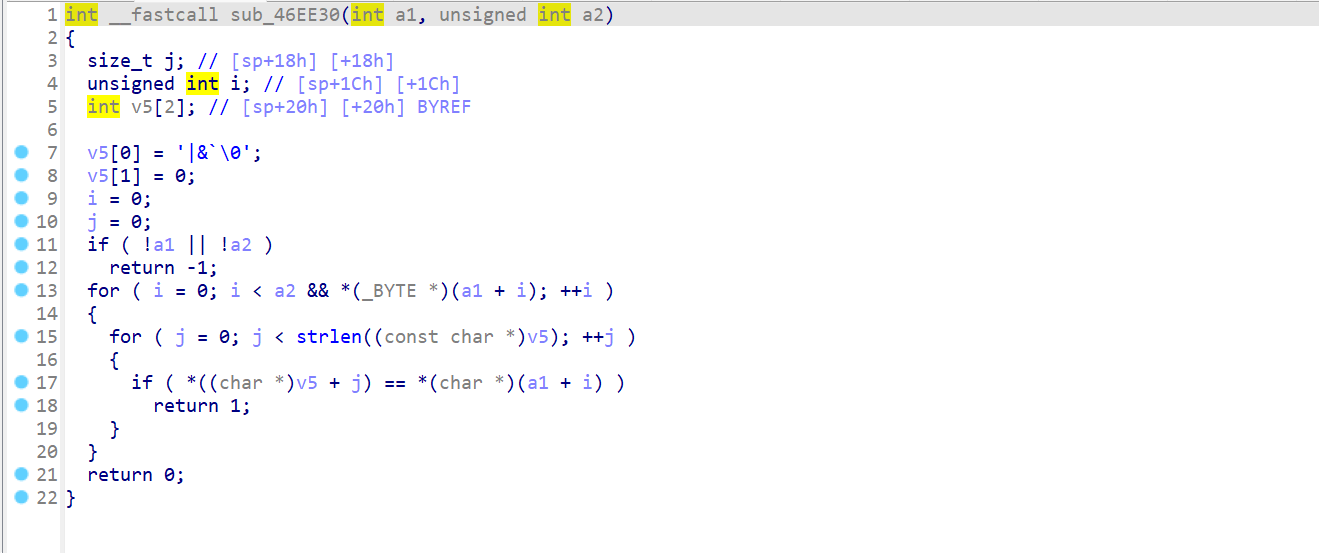 1 int __fastcall sub_46EE30(int a1, unsigned int a2)
2 {
3   size_t j; // [sp+18h] [+18h]
4   unsigned int i; // [sp+1Ch] [+1Ch]
5   int v5[2]; // [sp+20h] [+20h] BYREF
6
7   v5[0] = '|&`\0';
8   v5[1] = 0;
9   i = 0;
10   j = 0;
11   if ( !a1 || !a2 )
12     return -1;
13   for ( i = 0; i < a2 && *(_BYTE *)(a1 + i); ++i )
14   {
15     for ( j = 0; j < strlen((const char *)v5); ++j )
16     {
17       if ( *((char *)v5 + j) == *(char *)(a1 + i) )
18         return 1;
19     }
20   }
21   return 0;
22 }